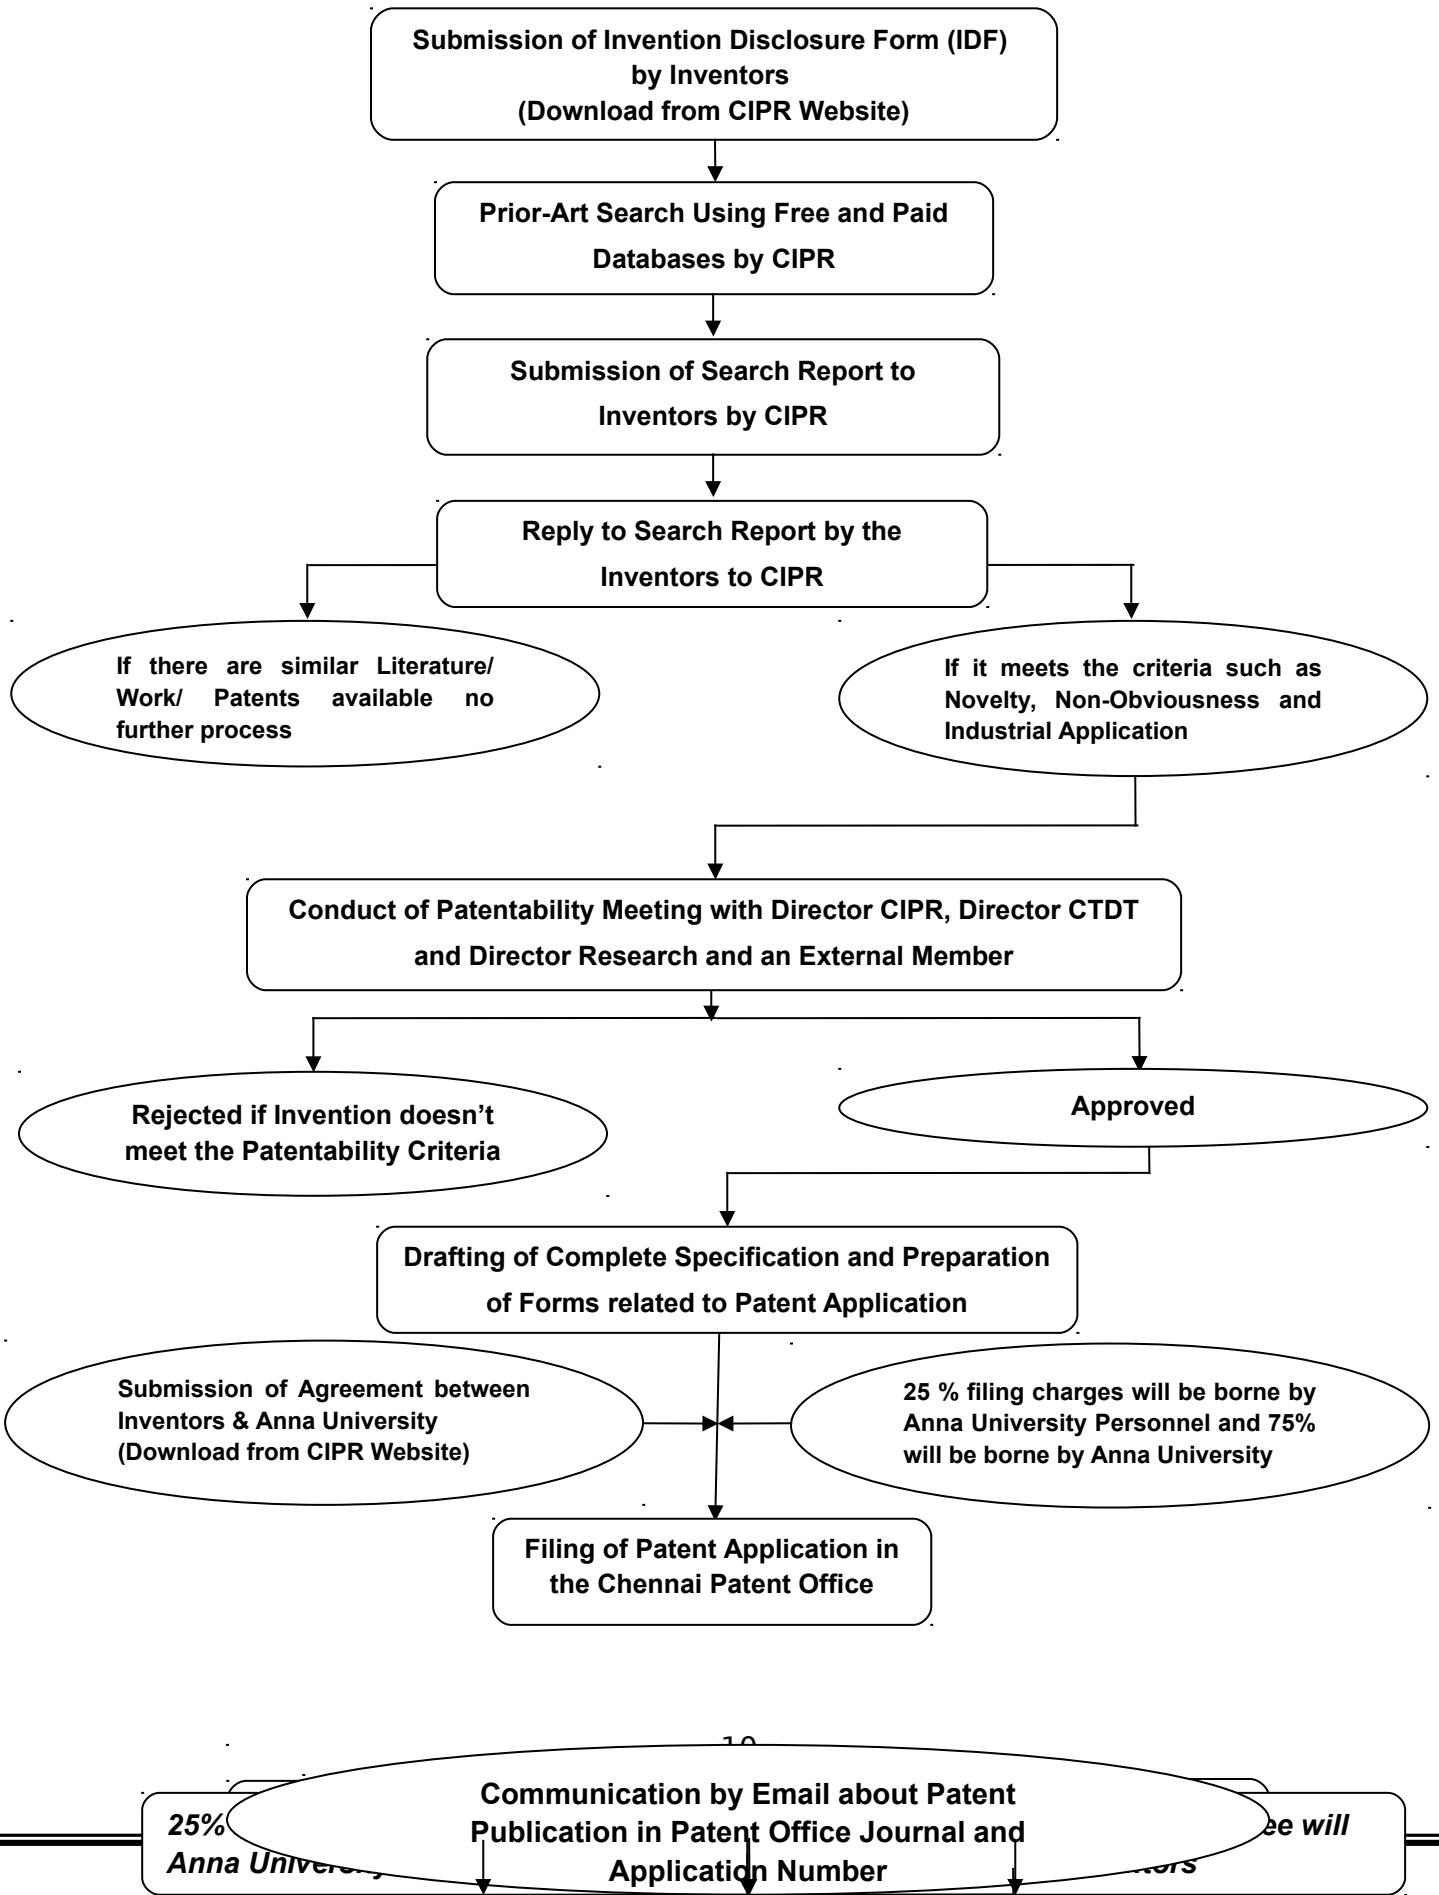 Submission of Invention Disclosure Form (IDF)
by Inventors
(Download from CIPR Website)
Prior-Art Search Using Free and Paid
Databases by CIPR
Submission of Search Report to
Inventors by CIPR
Reply to Search Report by the
Inventors to CIPR
If there are similar Literature/
Work/ Patents available no
further process
If it meets the criteria such as
Novelty, Non-Obviousness and
Industrial Application
Conduct of Patentability Meeting with Director CIPR, Director CTDT
and Director Research and an External Member
Rejected if Invention doesn’t
meet the Patentability Criteria
Approved
Drafting of Complete Specification and Preparation
of Forms related to Patent Application
Submission of Agreement between
Inventors & Anna University
(Download from CIPR Website)
25 % filing charges will be borne by
Anna University Personnel and 75%
will be borne by Anna University
Filing of Patent Application in
the Chennai Patent Office
Communication by Email about Patent
Publication in Patent Office Journal and
Application Number
25%
will
Anna